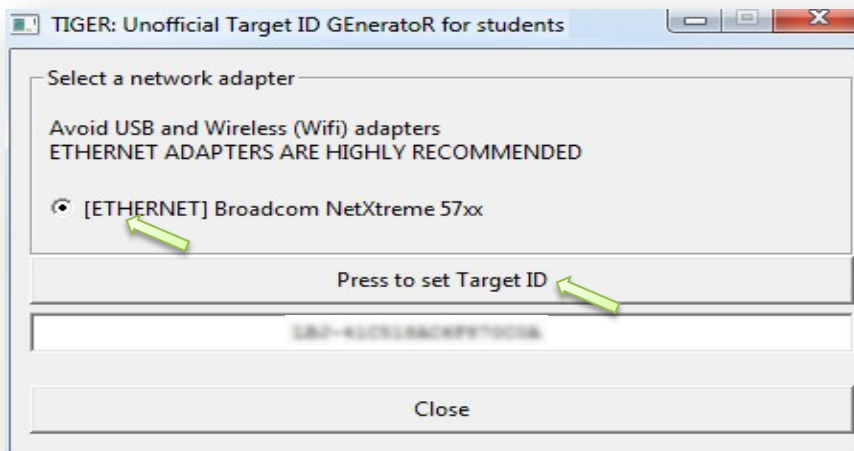 TIGER: Unofficial Target ID GEneratoR for students
Select a network adapter
Avoid USB and Wireless (Wifi) adapters
ETHERNET ADAPTERS ARE HIGHLY RECOMMENDED
[ETHERNET] Broadcom NetXtreme 57xx
Press to set Target ID
Close